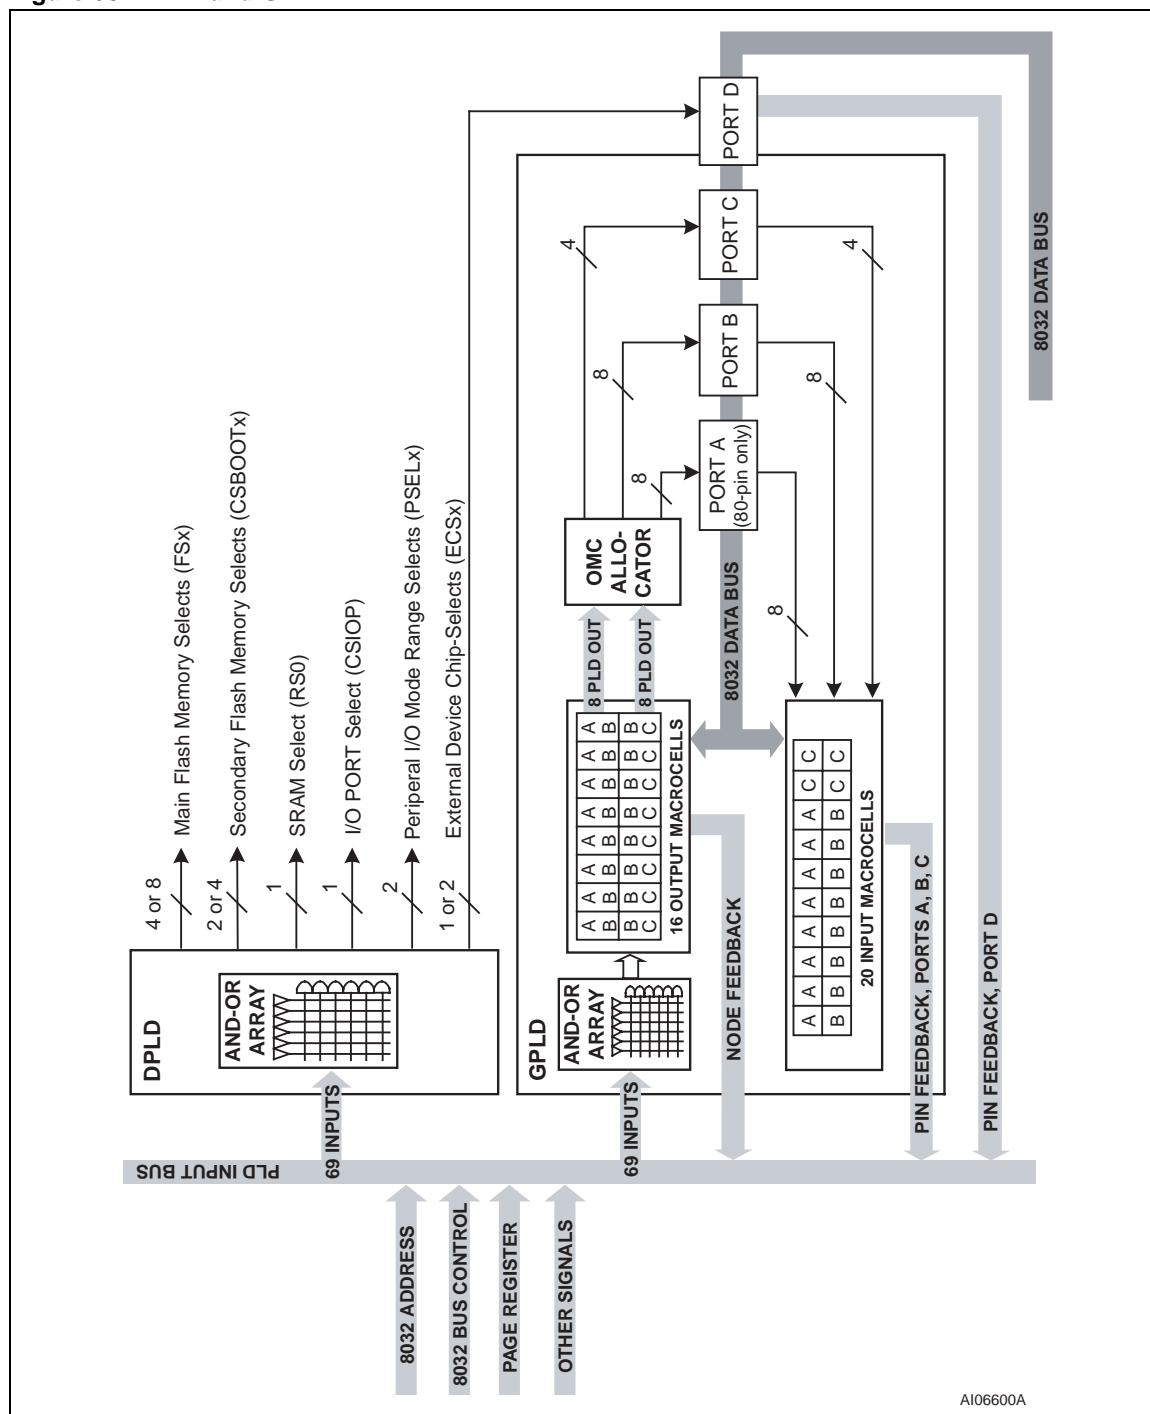 DPLD
AND-OR
ARRAY
69 INPUTS
4 or 8
Main Flash Memory Selects (FSx)
2 or 4
Secondary Flash Memory Selects (CSBOOTx)
1
SRAM Select (RS0)
1
I/O PORT Select (CSIOP)
2
Periperal I/O Mode Range Selects (PSELx)
1 or 2
External Device Chip-Selects (ECSx)
PLD INPUT BUS
8032 ADDRESS
8032 BUS CONTROL
PAGE REGISTER
OTHER SIGNALS
GPLD
AND-OR
ARRAY
69 INPUTS
A A A A A A A A
B B B B B B B B
B B B B B B B B
C C C C C C C C
16 OUTPUT MACROCELLS
8 PLD OUT
8 PLD OUT
OMC
ALLO-
CATOR
8
8
4
PORT A
(80-pin only)
PORT B
PORT C
PORT D
8032 DATA BUS
8
8
4
A A A A A A A A C C
B B B B B B B B C C
20 INPUT MACROCELLS
NODE FEEDBACK
PIN FEEDBACK, PORTS A, B, C
PIN FEEDBACK, PORT D
8032 DATA BUS
AI06600A